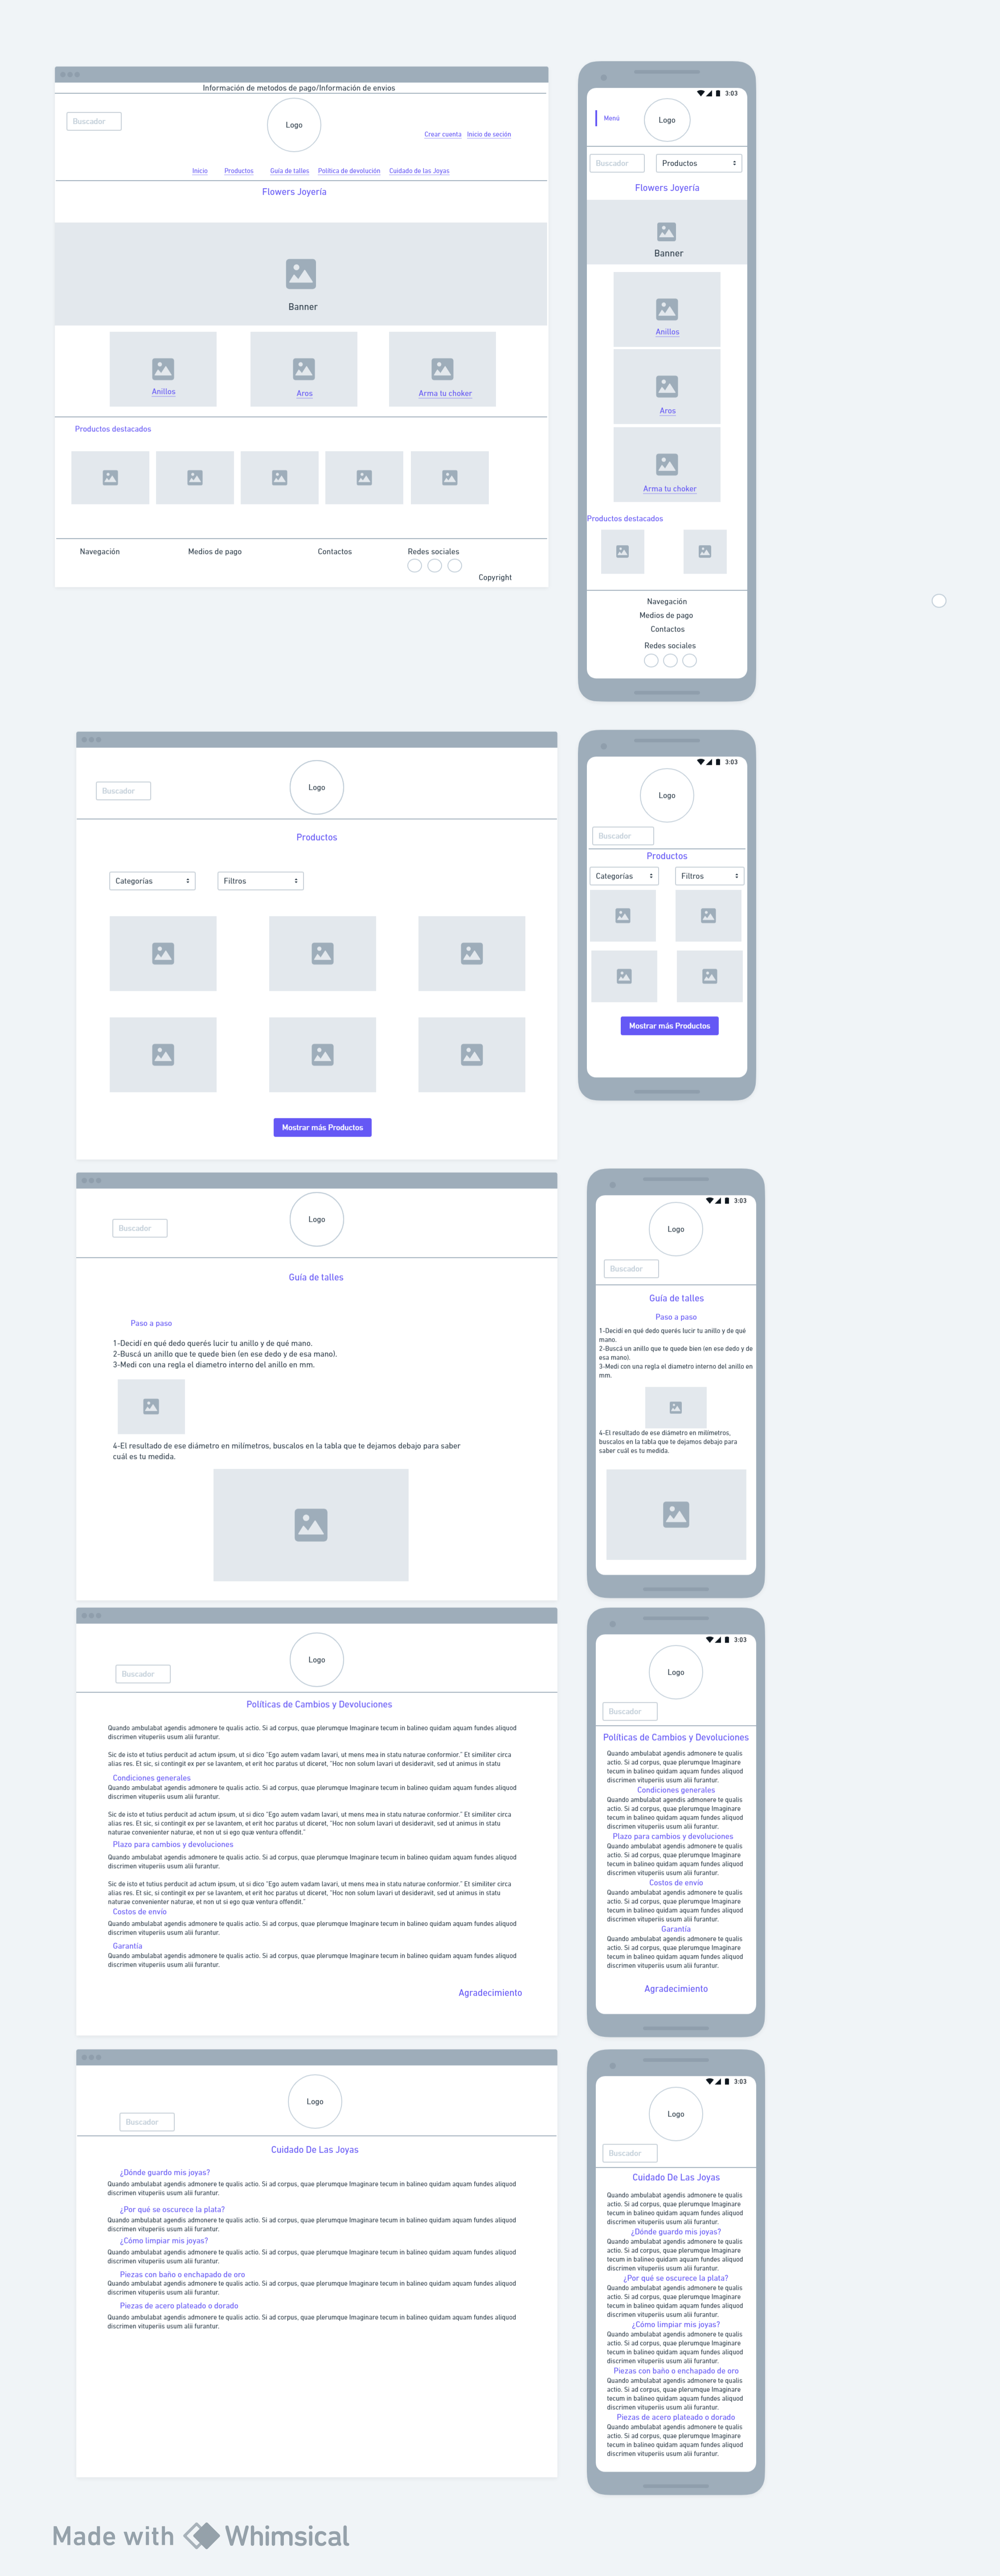 Información de metodos de pago/Información de envios
Buscador
Logo
Crear cuenta Inicio de seción
Inicio Productos Guía de talles Política de devolución Cuidado de las Joyas
Flowers Joyería
Banner
Anillos
Aros
Arma tu choker
Productos destacados
Navegación
Medios de pago
Contactos
Redes sociales
Copyright
3:03
Menú
Logo
Buscador
Productos
Flowers Joyería
Banner
Anillos
Aros
Arma tu choker
Productos destacados
Navegación
Medios de pago
Contactos
Redes sociales
Buscador
Logo
Productos
Categorías
Filtros
Mostrar más Productos
3:03
Logo
Buscador
Productos
Categorías
Filtros
Mostrar más Productos
Buscador
Logo
Guía de talles
Paso a paso
1-Decidí en qué dedo querés lucir tu anillo y de qué mano.
2-Buscá un anillo que te quede bien (en ese dedo y de esa mano).
3-Medi con una regla el diametro interno del anillo en mm.
4-El resultado de ese diámetro en milímetros, buscalos en la tabla que te dejamos debajo para saber
cuál es tu medida.
3:03
Logo
Buscador
Guía de talles
Paso a paso
1-Decidí en qué dedo querés lucir tu anillo y de qué
mano.
2-Buscá un anillo que te quede bien (en ese dedo y de
esa mano).
3-Medi con una regla el diametro interno del anillo en
mm.
4-El resultado de ese diámetro en milímetros,
buscalos en la tabla que te dejamos debajo para
saber cuál es tu medida.
Buscador
Logo
Políticas de Cambios y Devoluciones
Quando ambulabat agendis admonere te qualis actio. Si ad corpus, quae plerumque Imaginare tecum in balineo quidam aquam fundes aliquod
discrimen vituperiis usum alii furantur.
Sic de isto et tutius perducit ad actum ipsum, ut si dico "Ego autem vadam lavari, ut mens mea in statu naturae conformior." Et similiter circa
alias res. Et sic, si contingit ex per se lavantem, et erit hoc paratus ut diceret, "Hoc non solum lavari ut desideravit, sed ut animus in statu
Condiciones generales
Quando ambulabat agendis admonere te qualis actio. Si ad corpus, quae plerumque Imaginare tecum in balineo quidam aquam fundes aliquod
discrimen vituperiis usum alii furantur.
Sic de isto et tutius perducit ad actum ipsum, ut si dico "Ego autem vadam lavari, ut mens mea in statu naturae conformior." Et similiter circa
alias res. Et sic, si contingit ex per se lavantem, et erit hoc paratus ut diceret, "Hoc non solum lavari ut desideravit, sed ut animus in statu
naturae convenienter naturae, et non ut si ego quæ ventura offendit."
Plazo para cambios y devoluciones
Quando ambulabat agendis admonere te qualis actio. Si ad corpus, quae plerumque Imaginare tecum in balineo quidam aquam fundes aliquod
discrimen vituperiis usum alii furantur.
Sic de isto et tutius perducit ad actum ipsum, ut si dico "Ego autem vadam lavari, ut mens mea in statu naturae conformior." Et similiter circa
alias res. Et sic, si contingit ex per se lavantem, et erit hoc paratus ut diceret, "Hoc non solum lavari ut desideravit, sed ut animus in statu
naturae convenienter naturae, et non ut si ego quæ ventura offendit."
Costos de envío
Quando ambulabat agendis admonere te qualis actio. Si ad corpus, quae plerumque Imaginare tecum in balineo quidam aquam fundes aliquod
discrimen vituperiis usum alii furantur.
Garantía
Quando ambulabat agendis admonere te qualis actio. Si ad corpus, quae plerumque Imaginare tecum in balineo quidam aquam fundes aliquod
discrimen vituperiis usum alii furantur.
Agradecimiento
3:03
Logo
Buscador
Políticas de Cambios y Devoluciones
Quando ambulabat agendis admonere te qualis
actio. Si ad corpus, quae plerumque Imaginare
tecum in balineo quidam aquam fundes aliquod
discrimen vituperiis usum alii furantur.
Condiciones generales
Quando ambulabat agendis admonere te qualis
actio. Si ad corpus, quae plerumque Imaginare
tecum in balineo quidam aquam fundes aliquod
discrimen vituperiis usum alii furantur.
Plazo para cambios y devoluciones
Quando ambulabat agendis admonere te qualis
actio. Si ad corpus, quae plerumque Imaginare
tecum in balineo quidam aquam fundes aliquod
discrimen vituperiis usum alii furantur.
Costos de envío
Quando ambulabat agendis admonere te qualis
actio. Si ad corpus, quae plerumque Imaginare
tecum in balineo quidam aquam fundes aliquod
discrimen vituperiis usum alii furantur.
Garantía
Quando ambulabat agendis admonere te qualis
actio. Si ad corpus, quae plerumque Imaginare
tecum in balineo quidam aquam fundes aliquod
discrimen vituperiis usum alii furantur.
Agradecimiento
Buscador
Logo
Cuidado De Las Joyas
¿Dónde guardo mis joyas?
Quando ambulabat agendis admonere te qualis actio. Si ad corpus, quae plerumque Imaginare tecum in balineo quidam aquam fundes aliquod
discrimen vituperiis usum alii furantur.
¿Por qué se oscurece la plata?
Quando ambulabat agendis admonere te qualis actio. Si ad corpus, quae plerumque Imaginare tecum in balineo quidam aquam fundes aliquod
discrimen vituperiis usum alii furantur.
¿Cómo limpiar mis joyas?
Quando ambulabat agendis admonere te qualis actio. Si ad corpus, quae plerumque Imaginare tecum in balineo quidam aquam fundes aliquod
discrimen vituperiis usum alii furantur.
Piezas con baño o enchapado de oro
Quando ambulabat agendis admonere te qualis actio. Si ad corpus, quae plerumque Imaginare tecum in balineo quidam aquam fundes aliquod
discrimen vituperiis usum alii furantur.
Piezas de acero plateado o dorado
Quando ambulabat agendis admonere te qualis actio. Si ad corpus, quae plerumque Imaginare tecum in balineo quidam aquam fundes aliquod
discrimen vituperiis usum alii furantur.
3:03
Logo
Buscador
Cuidado De Las Joyas
Quando ambulabat agendis admonere te qualis
actio. Si ad corpus, quae plerumque Imaginare
tecum in balineo quidam aquam fundes aliquod
discrimen vituperiis usum alii furantur.
¿Dónde guardo mis joyas?
Quando ambulabat agendis admonere te qualis
actio. Si ad corpus, quae plerumque Imaginare
tecum in balineo quidam aquam fundes aliquod
discrimen vituperiis usum alii furantur.
¿Por qué se oscurece la plata?
Quando ambulabat agendis admonere te qualis
actio. Si ad corpus, quae plerumque Imaginare
tecum in balineo quidam aquam fundes aliquod
discrimen vituperiis usum alii furantur.
¿Cómo limpiar mis joyas?
Quando ambulabat agendis admonere te qualis
actio. Si ad corpus, quae plerumque Imaginare
tecum in balineo quidam aquam fundes aliquod
discrimen vituperiis usum alii furantur.
Piezas con baño o enchapado de oro
Quando ambulabat agendis admonere te qualis
actio. Si ad corpus, quae plerumque Imaginare
tecum in balineo quidam aquam fundes aliquod
discrimen vituperiis usum alii furantur.
Piezas de acero plateado o dorado
Quando ambulabat agendis admonere te qualis
actio. Si ad corpus, quae plerumque Imaginare
tecum in balineo quidam aquam fundes aliquod
discrimen vituperiis usum alii furantur.
Made with Whimsical